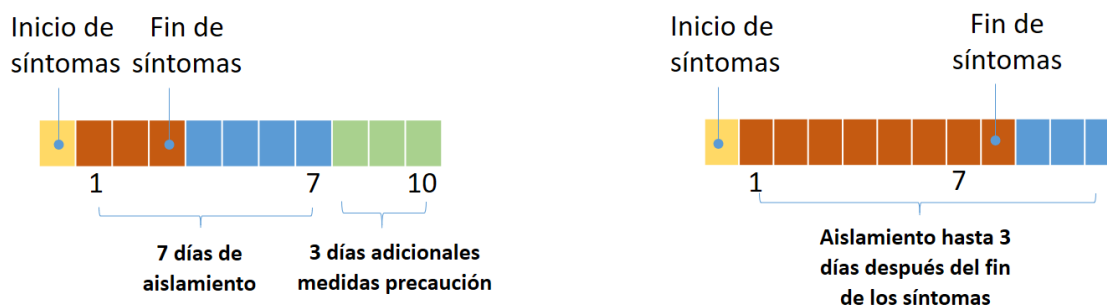 Inicio de
síntomas
Fin de
síntomas
1
7
10
7 días de
aislamiento
3 días adicionales
medidas precaución
Inicio de
síntomas
Fin de
síntomas
1
7
Aislamiento hasta 3
días después del fin
de los síntomas